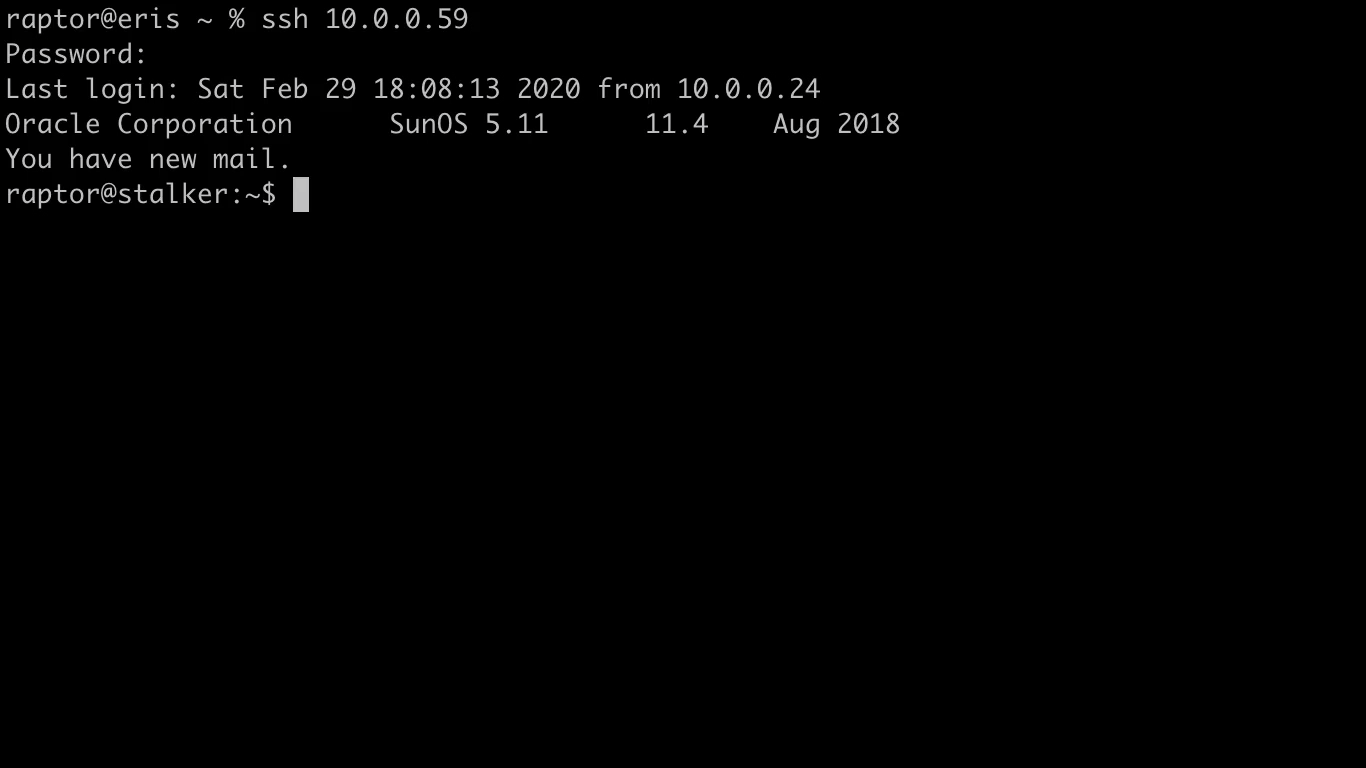 raptor@eris ~ % ssh 10.0.0.59
Password:
Last login: Sat Feb 29 18:08:13 2020 from 10.0.0.24
Oracle Corporation      SunOS 5.11      11.4    Aug 2018
You have new mail.
raptor@stalker:~$